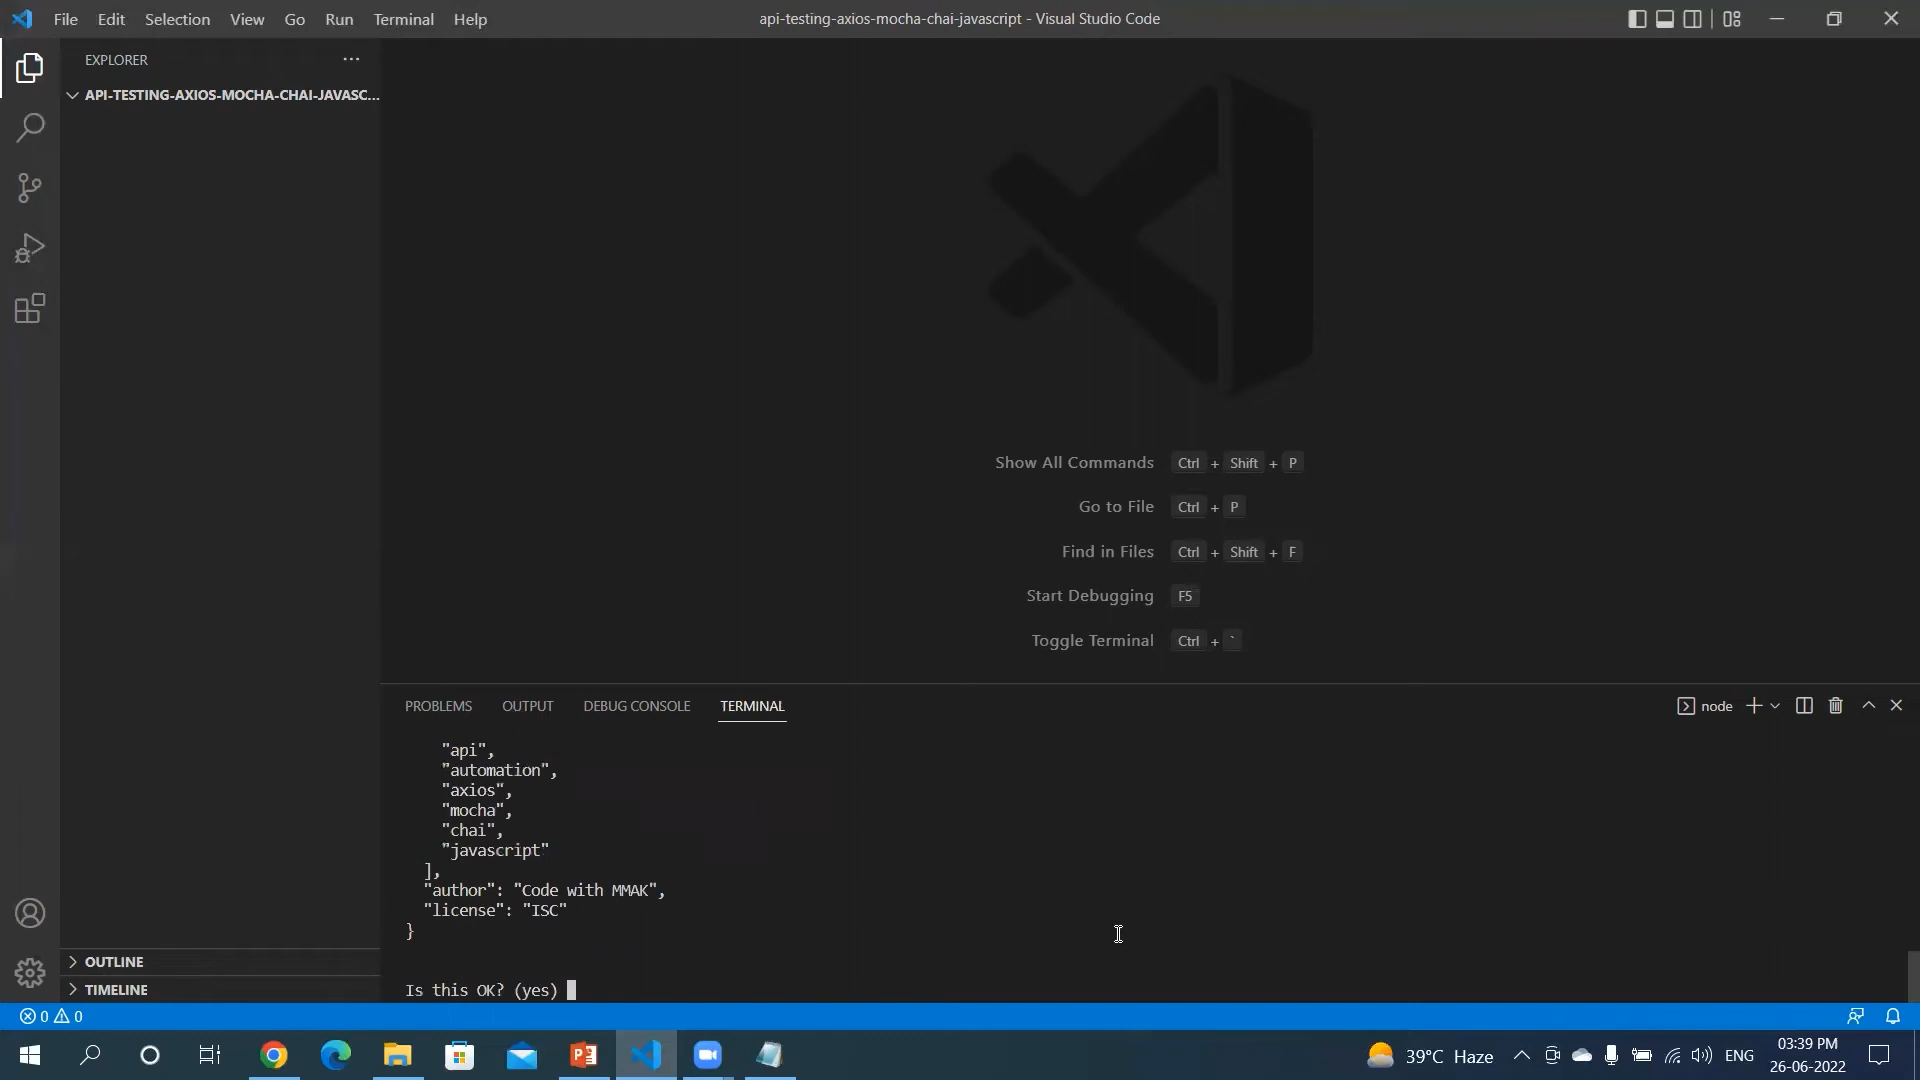 File Edit Selection View Go Run Terminal Help
api-testing-axios-mocha-chai-javascript - Visual Studio Code
EXPLORER
API-TESTING-AXIOS-MOCHA-CHAI-JAVASC...
Show All Commands Ctrl + Shift + P
Go to File Ctrl + P
Find in Files Ctrl + Shift + F
Start Debugging F5
Toggle Terminal Ctrl + `
PROBLEMS OUTPUT DEBUG CONSOLE TERMINAL
node
"api",
"automation",
"axios",
"mocha",
"chai",
"javascript"
],
"author": "Code with MMAK",
"license": "ISC"
}
Is this OK? (yes)
OUTLINE
TIMELINE
0 0
39°C Haze
ENG
03:39 PM
26-06-2022